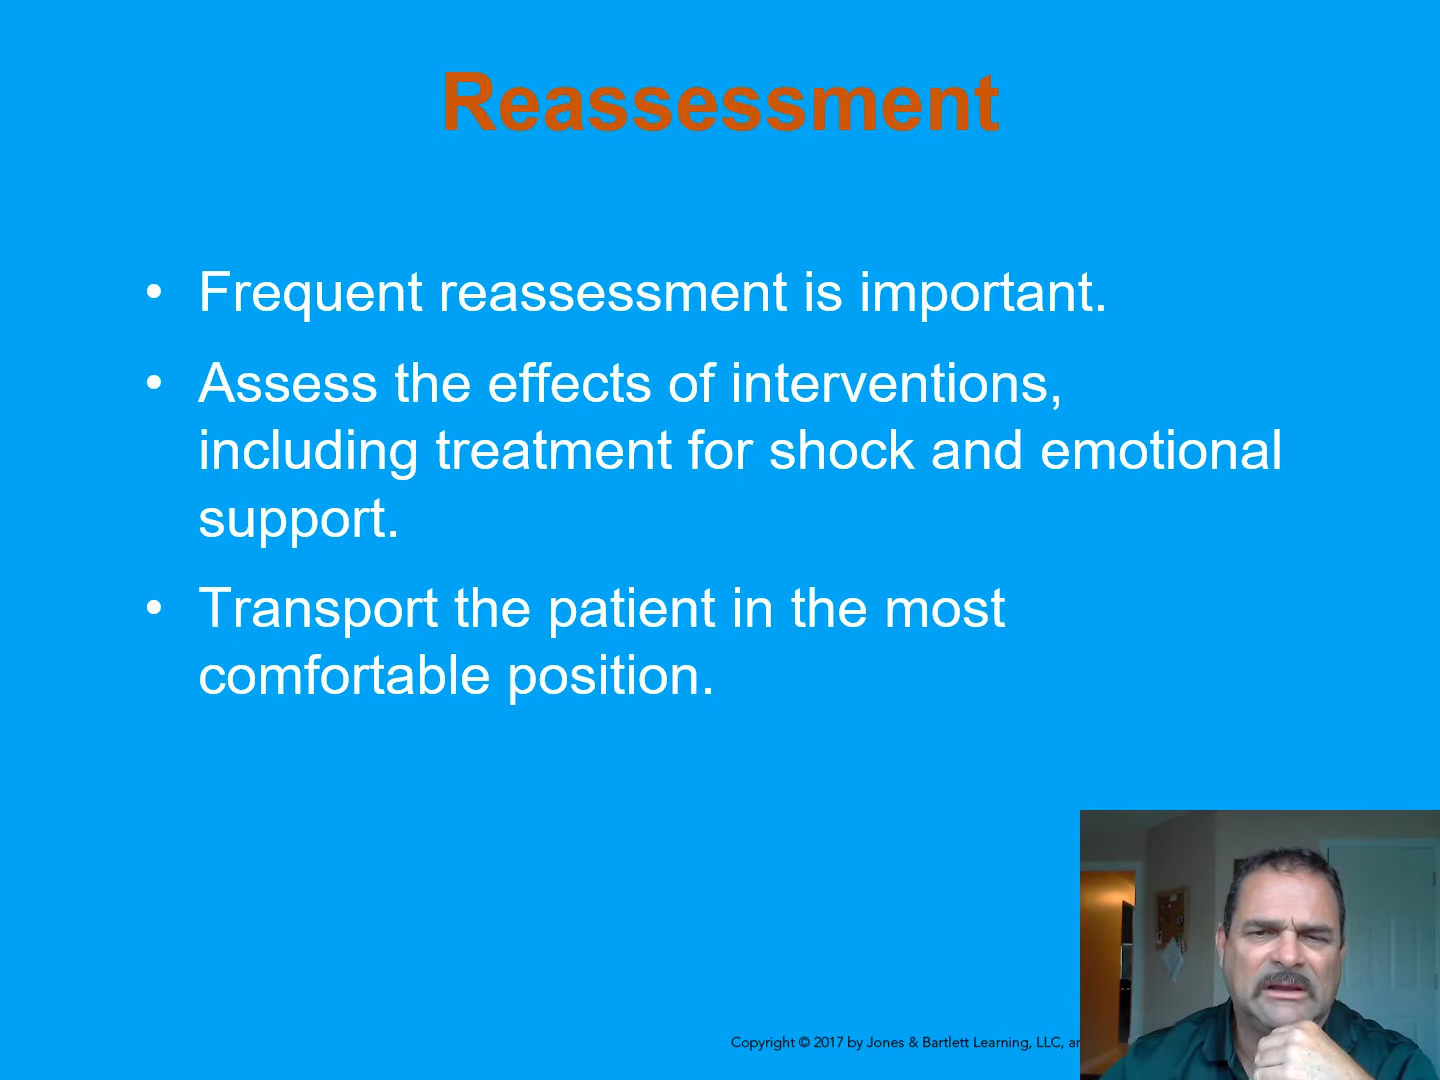 Reassessment
• Frequent reassessment is important.
• Assess the effects of interventions,
including treatment for shock and emotional
support.
• Transport the patient in the most
comfortable position.
Copyright © 2017 by Jones & Bartlett Learning, LLC,